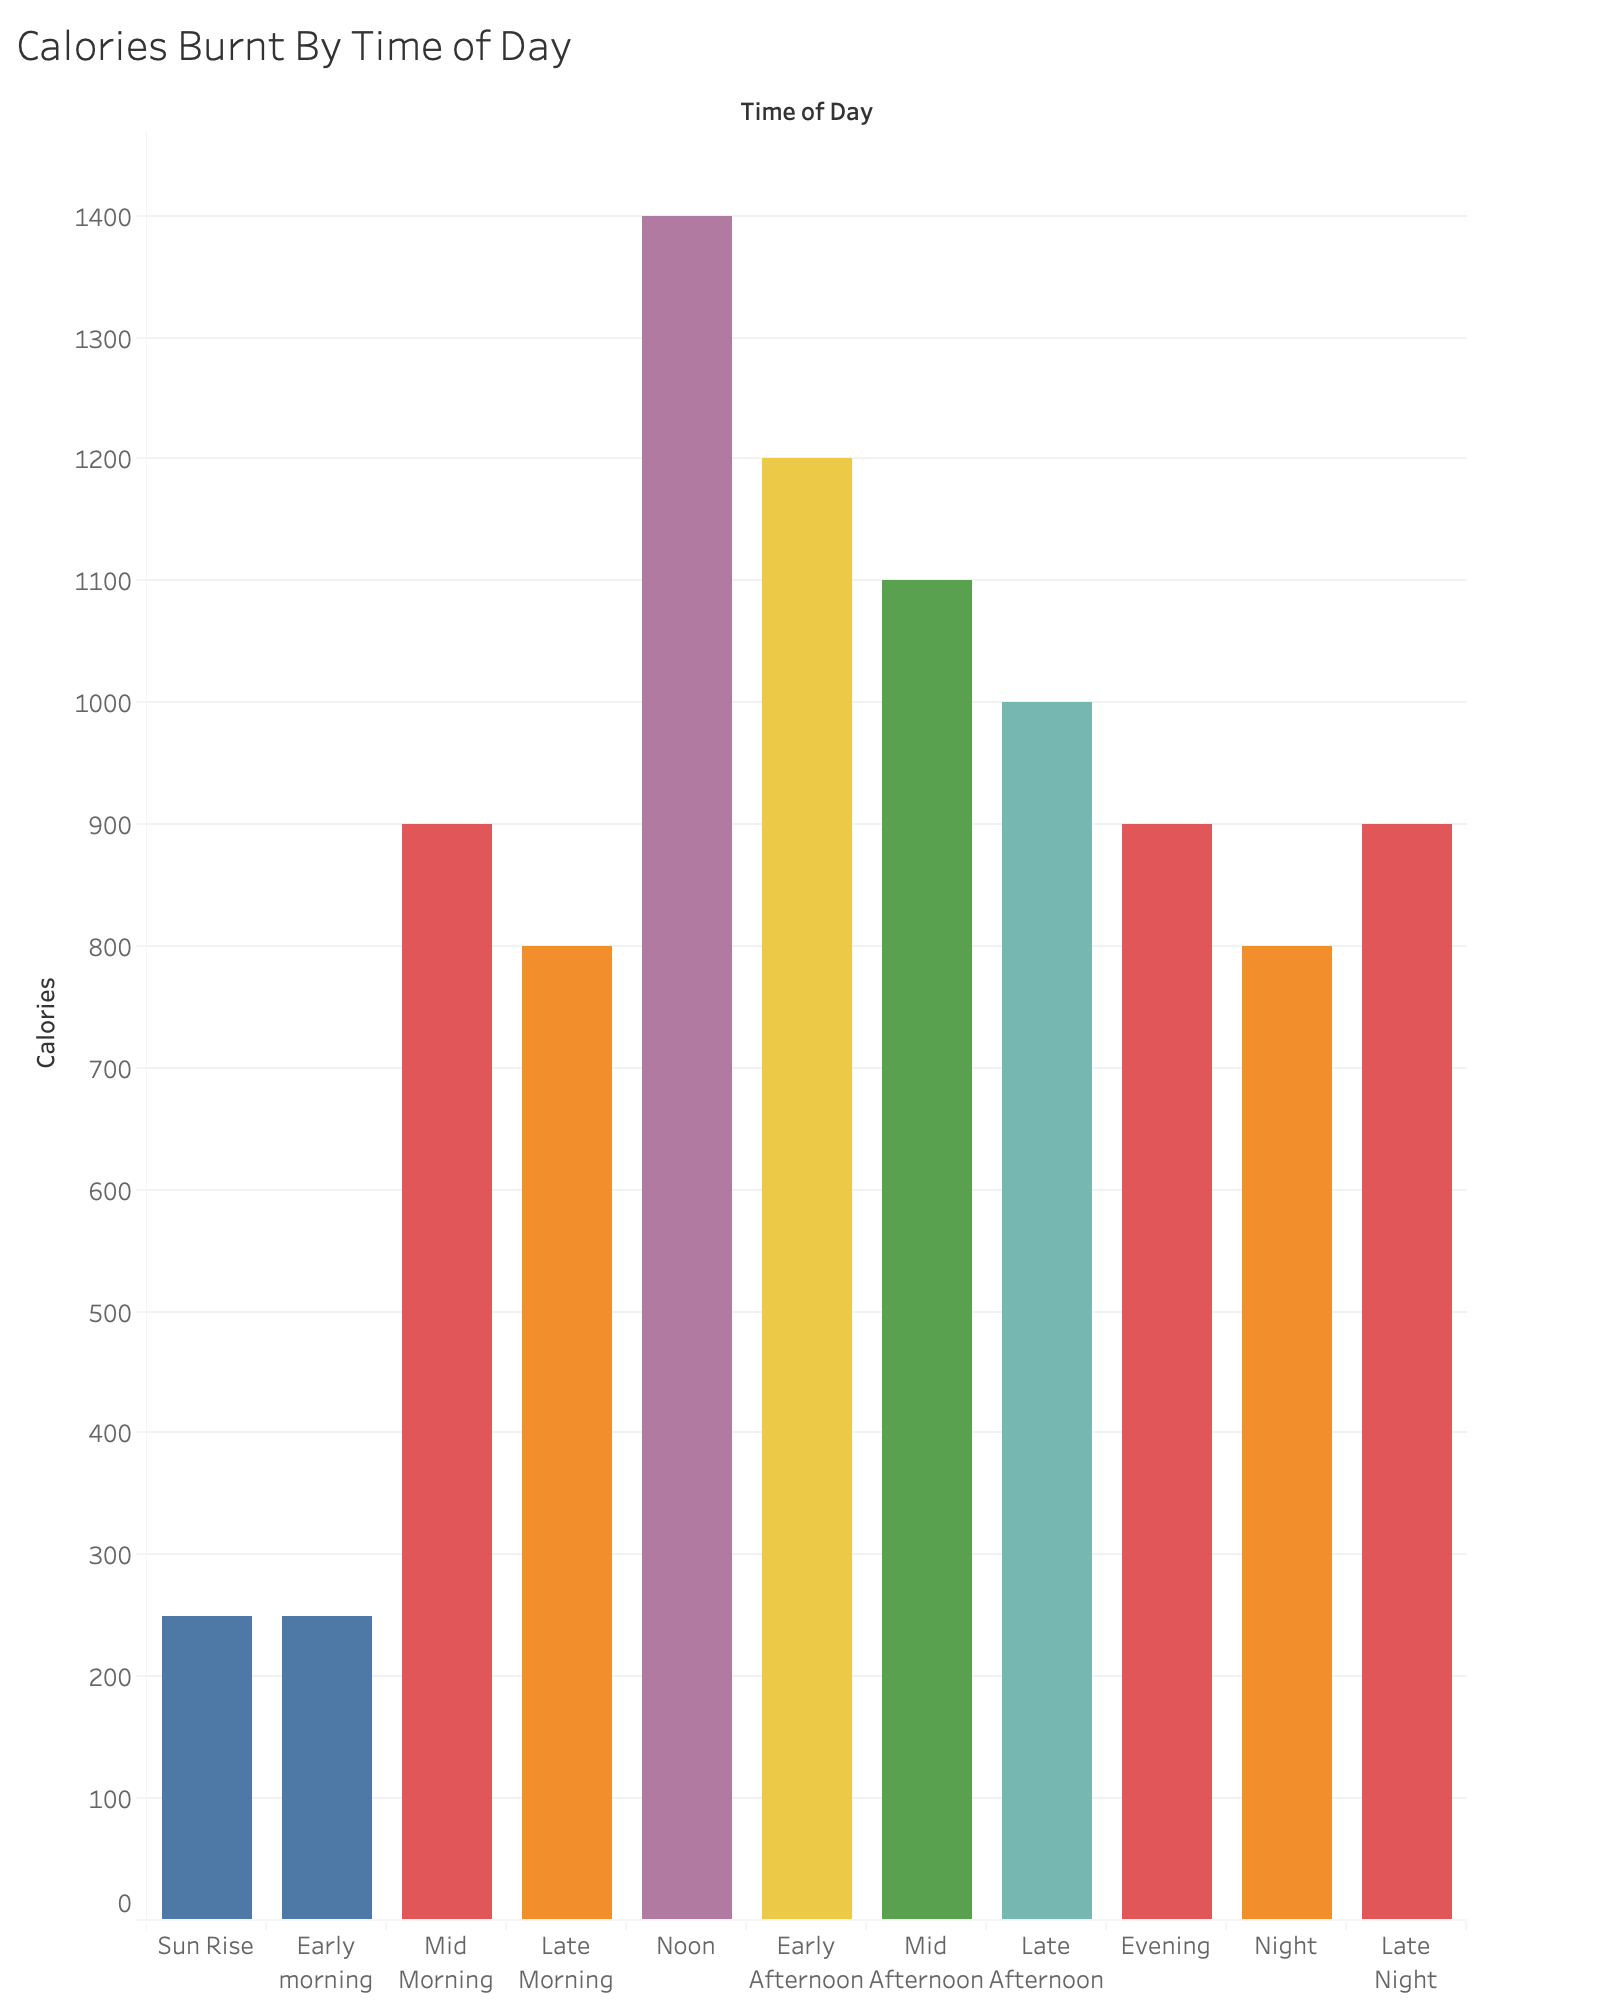 Calories Burnt By Time of Day
Time of Day
1400
1300
1200
1100
1000
900
800
700
600
500
400
300
200
100
0
Calories
Sun Rise
Early
morning
Mid
Morning
Late
Morning
Noon
Early
Afternoon
Mid
Afternoon
Late
Afternoon
Evening
Night
Late
Night